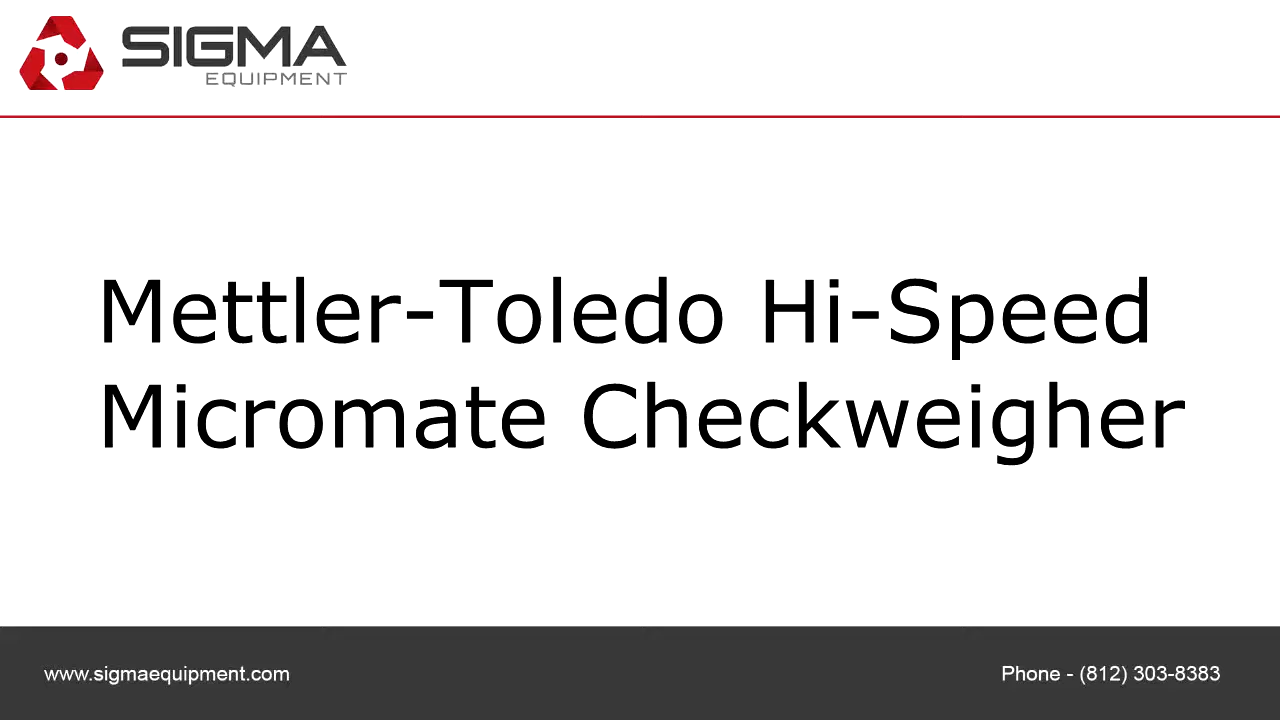 SIGMA
EQUIPMENT
Mettler-Toledo Hi-Speed
Micromate Checkweigher
www.sigmaequipment.com
Phone - (812) 303-8383